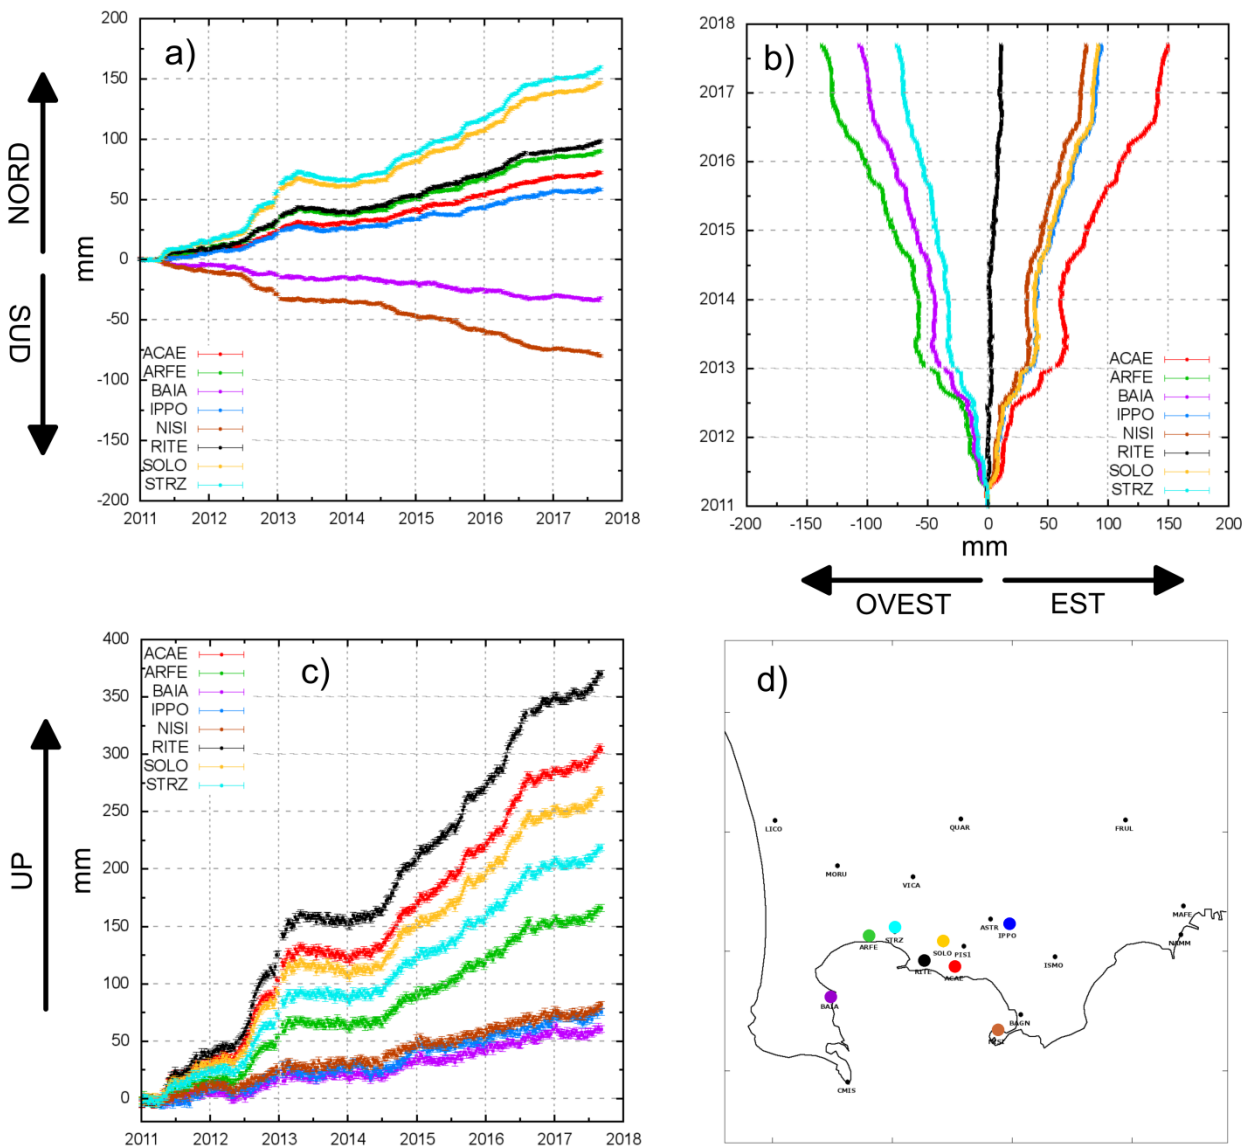 a)
NORD
SUD
mm
200
150
100
50
0
-50
-100
-150
-200
ACAE
ARFE
BAIA
IPPO
NISI
RITE
SOLO
STRZ
2011 2012 2013 2014 2015 2016 2017 2018
b)
2018
2017
2016
2015
2014
2013
2012
2011
ACAE
ARFE
BAIA
IPPO
NISI
RITE
SOLO
STRZ
-200 -150 -100 -50 0 50 100 150 200
mm
OVEST EST
c)
UP
mm
400
350
300
250
200
150
100
50
0
ACAE
ARFE
BAIA
IPPO
NISI
RITE
SOLO
STRZ
2011 2012 2013 2014 2015 2016 2017 2018
d)
LICO
QUAR
FRUL
MORU
VICA
MAFE
ASTR
IPPO
STRZ
ARFE
NAMM
SOLO
PIS1
ISMO
RITE
ACAE
BAIA
BAGN
CMIS